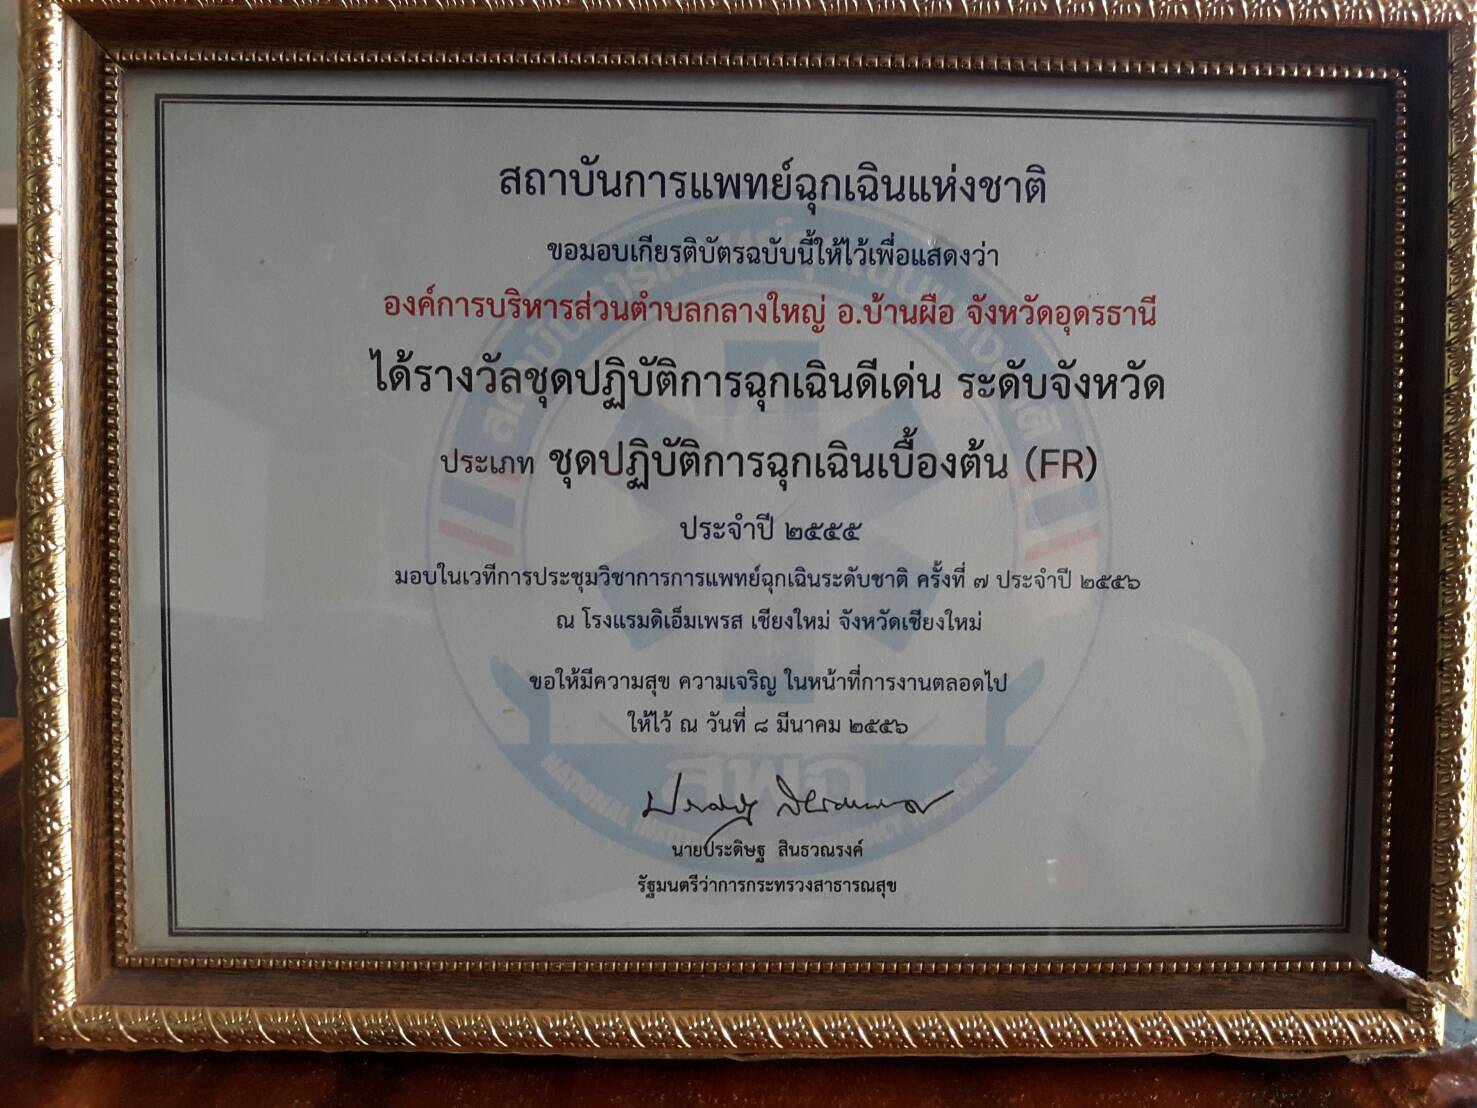 สถาบันการแพทย์ฉุกเฉินแห่งชาติ
ขอมอบเกียรติบัตรฉบับนี้ให้ไว้เพื่อแสดงว่า
องค์การบริหารส่วนตำบลกลางใหญ่ อ.บ้านผือ จังหวัดอุดรธานี
ได้รางวัลชุดปฏิบัติการฉุกเฉินดีเด่น ระดับจังหวัด
ประเภท ชุดปฏิบัติการฉุกเฉินเบื้องต้น (FR)
ประจำปี ๒๕๕๕
มอบในเวทีการประชุมวิชาการการแพทย์ฉุกเฉินระดับชาติ ครั้งที่ ๗ ประจำปี ๒๕๕๖
ณ โรงแรมดิเอ็มเพรส เชียงใหม่ จังหวัดเชียงใหม่
ขอให้มีความสุข ความเจริญ ในหน้าที่การงานตลอดไป
ให้ไว้ ณ วันที่ ๘ มีนาคม ๒๕๕๖
สพฉ
นายประดิษฐ สินธวณรงค์
รัฐมนตรีว่าการกระทรวงสาธารณสุข